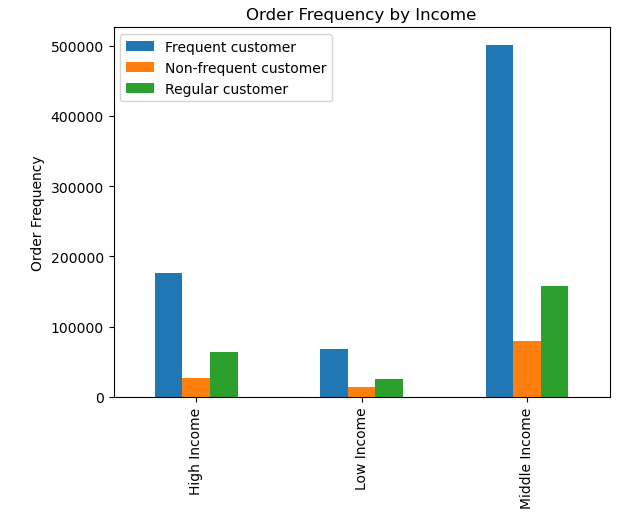 Order Frequency by Income
Frequent customer
Non-frequent customer
Regular customer
Order Frequency
500000
400000
300000
200000
100000
0
High Income
Low Income
Middle Income